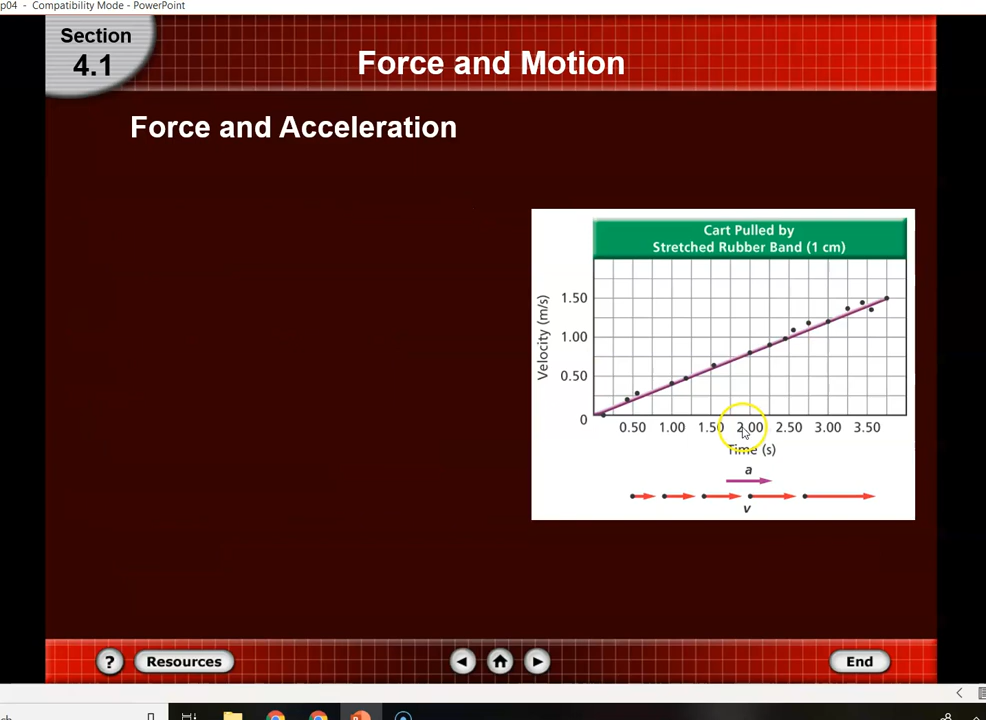 p04 - Compatibility Mode - PowerPoint
Section
4.1
Force and Motion
Force and Acceleration
Cart Pulled by
Stretched Rubber Band (1 cm)
Velocity (m/s)
1.50
1.00
0.50
0
0.50 1.00 1.50 2.00 2.50 3.00 3.50
Time (s)
a
v
?
Resources
End